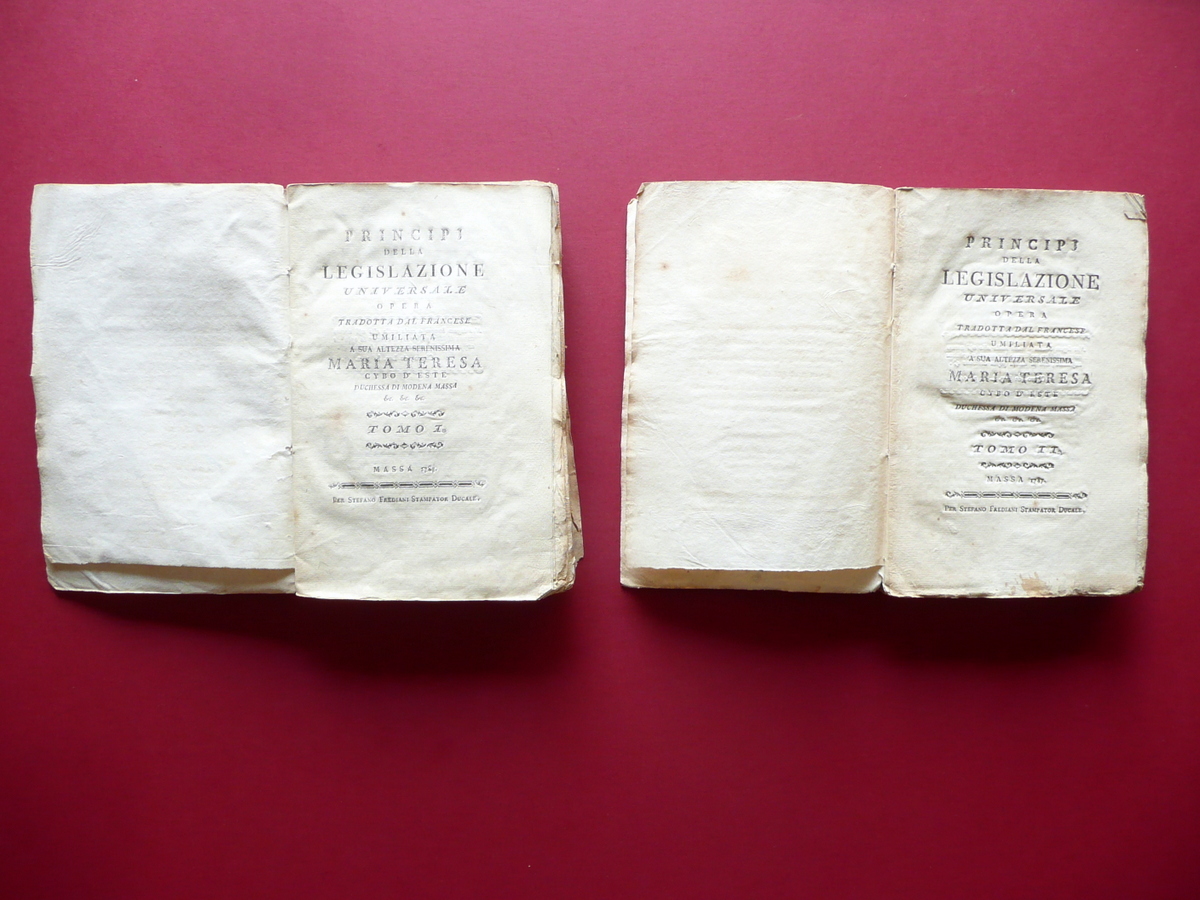 PRINCIPI
DELLA
LEGISLAZIONE
UNIVERSALE
OPERA
TRADOTTA DAL FRANCESE
UMILIATA
A SUA ALTEZZA SERENISSIMA
MARIA TERESA
CYBO D'ESTE
DUCHESSA DI MODENA MASSA
&c. &c. &c.
TOMO I.
MASSA
PER STEFANO FREDIANI STAMPATOR DUCALE.
PRINCIPI
DELLA
LEGISLAZIONE
UNIVERSALE
OPERA
TRADOTTA DAL FRANCESE
UMILIATA
A SUA ALTEZZA SERENISSIMA
MARIA TERESA
CYBO D'ESTE
DUCHESSA DI MODENA MASSA
&c. &c. &c.
TOMO II.
MASSA
PER STEFANO FREDIANI STAMPATOR DUCALE.